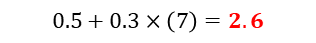 0.5 + 0.3 × (7) = 2.6